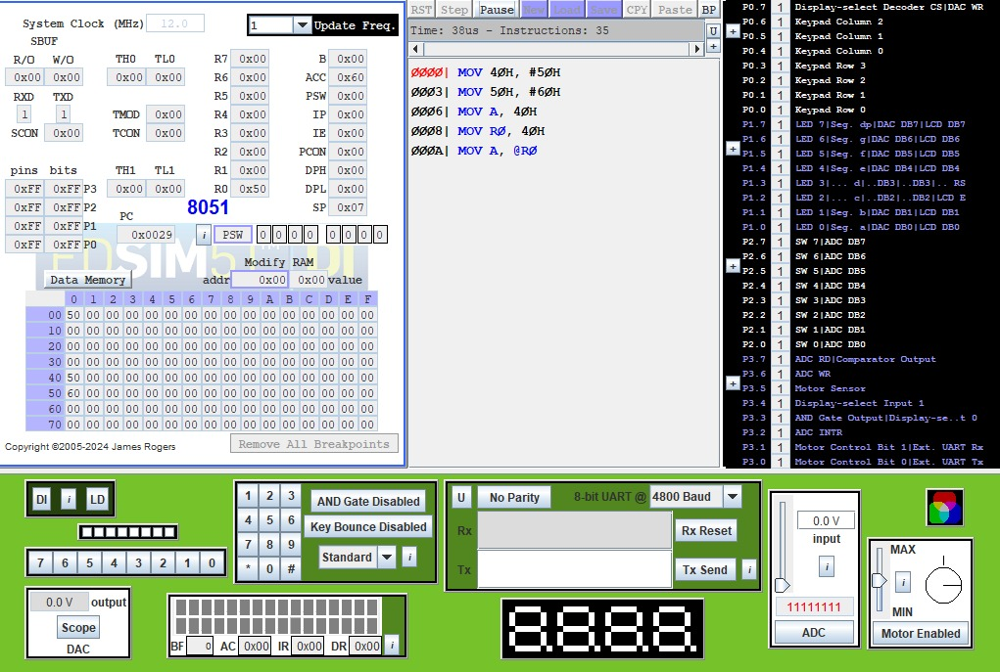 System Clock (MHz) 12.0 1 Update Freq.
SBUF
R/O W/O TH0 TL0 R7 0x00 B 0x00
0x00 0x00 0x00 0x00 R6 0x00 ACC 0x60
RXD TXD R5 0x00 PSW 0x00
1 1 TMOD 0x00 R4 0x00 IP 0x00
SCON 0x00 TCON 0x00 R3 0x00 IE 0x00
R2 0x00 PCON 0x00
pins bits TH1 TL1 R1 0x00 DPH 0x00
0xFF 0xFF P3 0x00 0x00 R0 0x50 DPL 0x00
0xFF 0xFF P2 8051 SP 0x07
0xFF 0xFF P1 PC
0xFF 0xFF P0 0x0029 i PSW 0 0 0 0 0 0 0 0
EDSIM51DI
Modify RAM
Data Memory addr 0x00 0x00 value
0 1 2 3 4 5 6 7 8 9 A B C D E F
00 50 00 00 00 00 00 00 00 00 00 00 00 00 00 00 00
10 00 00 00 00 00 00 00 00 00 00 00 00 00 00 00 00
20 00 00 00 00 00 00 00 00 00 00 00 00 00 00 00 00
30 00 00 00 00 00 00 00 00 00 00 00 00 00 00 00 00
40 50 00 00 00 00 00 00 00 00 00 00 00 00 00 00 00
50 60 00 00 00 00 00 00 00 00 00 00 00 00 00 00 00
60 00 00 00 00 00 00 00 00 00 00 00 00 00 00 00 00
70 00 00 00 00 00 00 00 00 00 00 00 00 00 00 00 00
Copyright ©2005-2024 James Rogers Remove All Breakpoints
RST Step Pause New Load Save CPY Paste BP
Time: 38us - Instructions: 35 U
+
0000| MOV 40H, #50H
0003| MOV 50H, #60H
0006| MOV A, 40H
0008| MOV R0, 40H
000A| MOV A, @R0
P0.7 1 Display-select Decoder CS|DAC WR
+ P0.6 1 Keypad Column 2
P0.5 1 Keypad Column 1
P0.4 1 Keypad Column 0
P0.3 1 Keypad Row 3
P0.2 1 Keypad Row 2
P0.1 1 Keypad Row 1
P0.0 1 Keypad Row 0
P1.7 1 LED 7|Seg. dp|DAC DB7|LCD DB7
+ P1.6 1 LED 6|Seg. g|DAC DB6|LCD DB6
P1.5 1 LED 5|Seg. f|DAC DB5|LCD DB5
P1.4 1 LED 4|Seg. e|DAC DB4|LCD DB4
P1.3 1 LED 3|... d|..DB3|..DB3|.. RS
P1.2 1 LED 2|... c|..DB2|..DB2|LCD E
P1.1 1 LED 1|Seg. b|DAC DB1|LCD DB1
P1.0 1 LED 0|Seg. a|DAC DB0|LCD DB0
P2.7 1 SW 7|ADC DB7
+ P2.6 1 SW 6|ADC DB6
P2.5 1 SW 5|ADC DB5
P2.4 1 SW 4|ADC DB4
P2.3 1 SW 3|ADC DB3
P2.2 1 SW 2|ADC DB2
P2.1 1 SW 1|ADC DB1
P2.0 1 SW 0|ADC DB0
P3.7 1 ADC RD|Comparator Output
+ P3.6 1 ADC WR
P3.5 1 Motor Sensor
P3.4 1 Display-select Input 1
P3.3 1 AND Gate Output|Display-se..t 0
P3.2 1 ADC INTR
P3.1 1 Motor Control Bit 1|Ext. UART Rx
P3.0 1 Motor Control Bit 0|Ext. UART Tx
DI i LD
7 6 5 4 3 2 1 0
0.0 V output
Scope
DAC
1 2 3
4 5 6
7 8 9
* 0 #
AND Gate Disabled
Key Bounce Disabled
Standard i
BF 0 AC 0x00 IR 0x00 DR 0x00 i
U No Parity 8-bit UART @ 4800 Baud
Rx Rx Reset
Tx Tx Send i
8.8.8.8.
0.0 V
input
i
11111111
ADC
MAX
i
MIN
Motor Enabled